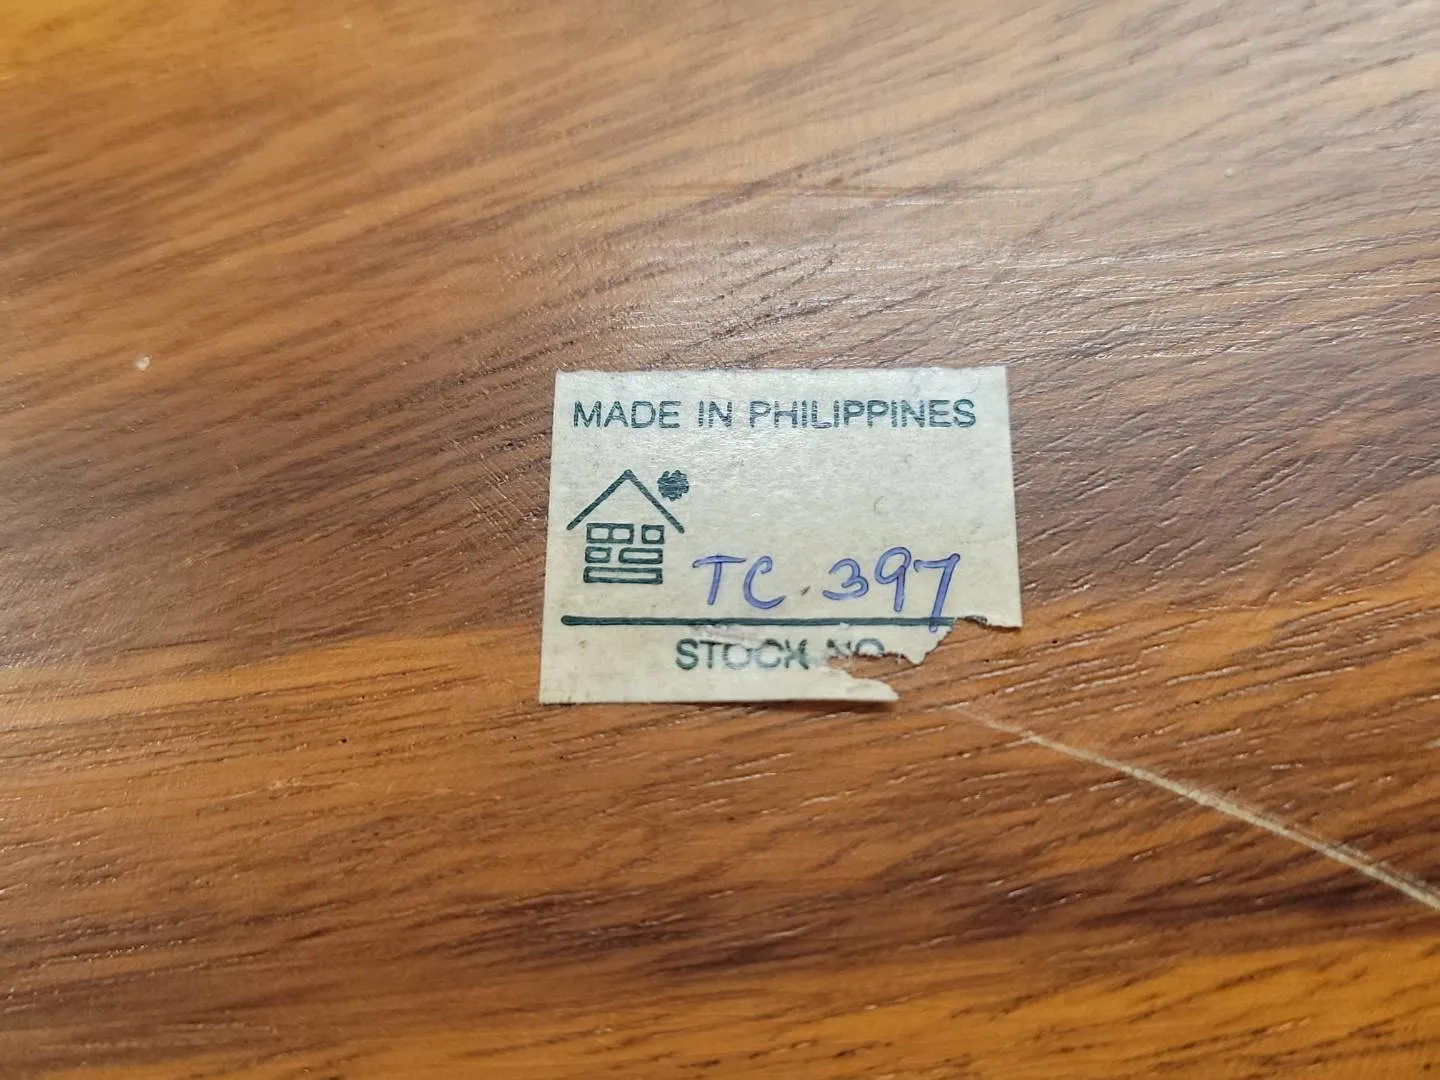 MADE IN PHILIPPINES
TC 397
STOCK NO